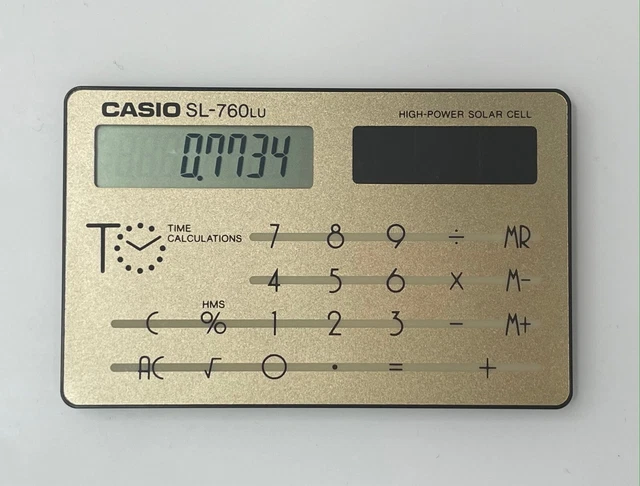 CASIO SL-760LU
HIGH-POWER SOLAR CELL
0.7734
TIME
CALCULATIONS
7 8 9 ÷ MR
4 5 6 × M-
HMS
C % 1 2 3 - M+
AC √ 0 · = +